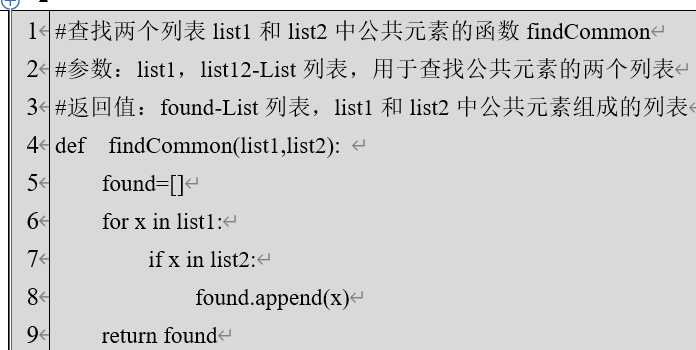 1 #查找两个列表 list1 和 list2 中公共元素的函数 findCommon
2 #参数：list1，list12-List 列表，用于查找公共元素的两个列表
3 #返回值：found-List 列表，list1 和 list2 中公共元素组成的列表
4 def findCommon(list1,list2):
5 found=[]
6 for x in list1:
7 if x in list2:
8 found.append(x)
9 return found